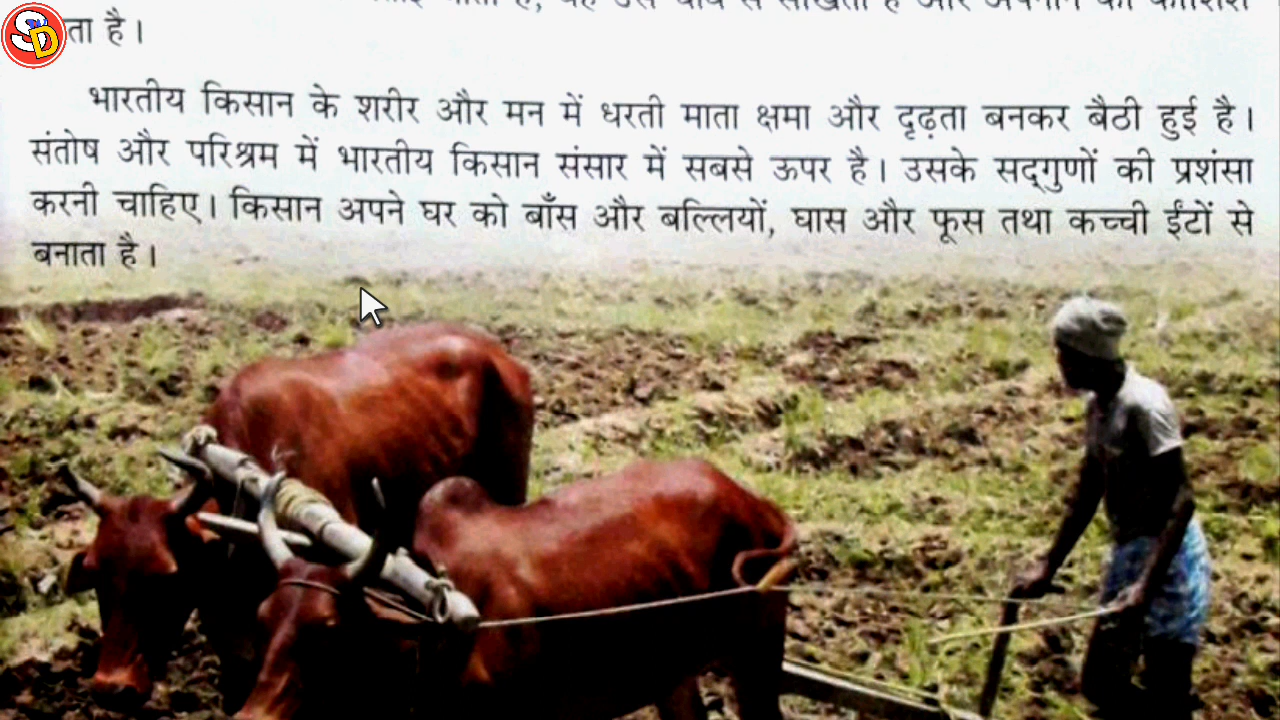 SD
है।
भारतीय किसान के शरीर और मन में धरती माता क्षमा और दृढ़ता बनकर बैठी हुई है।
संतोष और परिश्रम में भारतीय किसान संसार में सबसे ऊपर है। उसके सद्‌गुणों की प्रशंसा
करनी चाहिए। किसान अपने घर को बाँस और बल्लियों, घास और फूस तथा कच्ची ईंटों से
बनाता है।